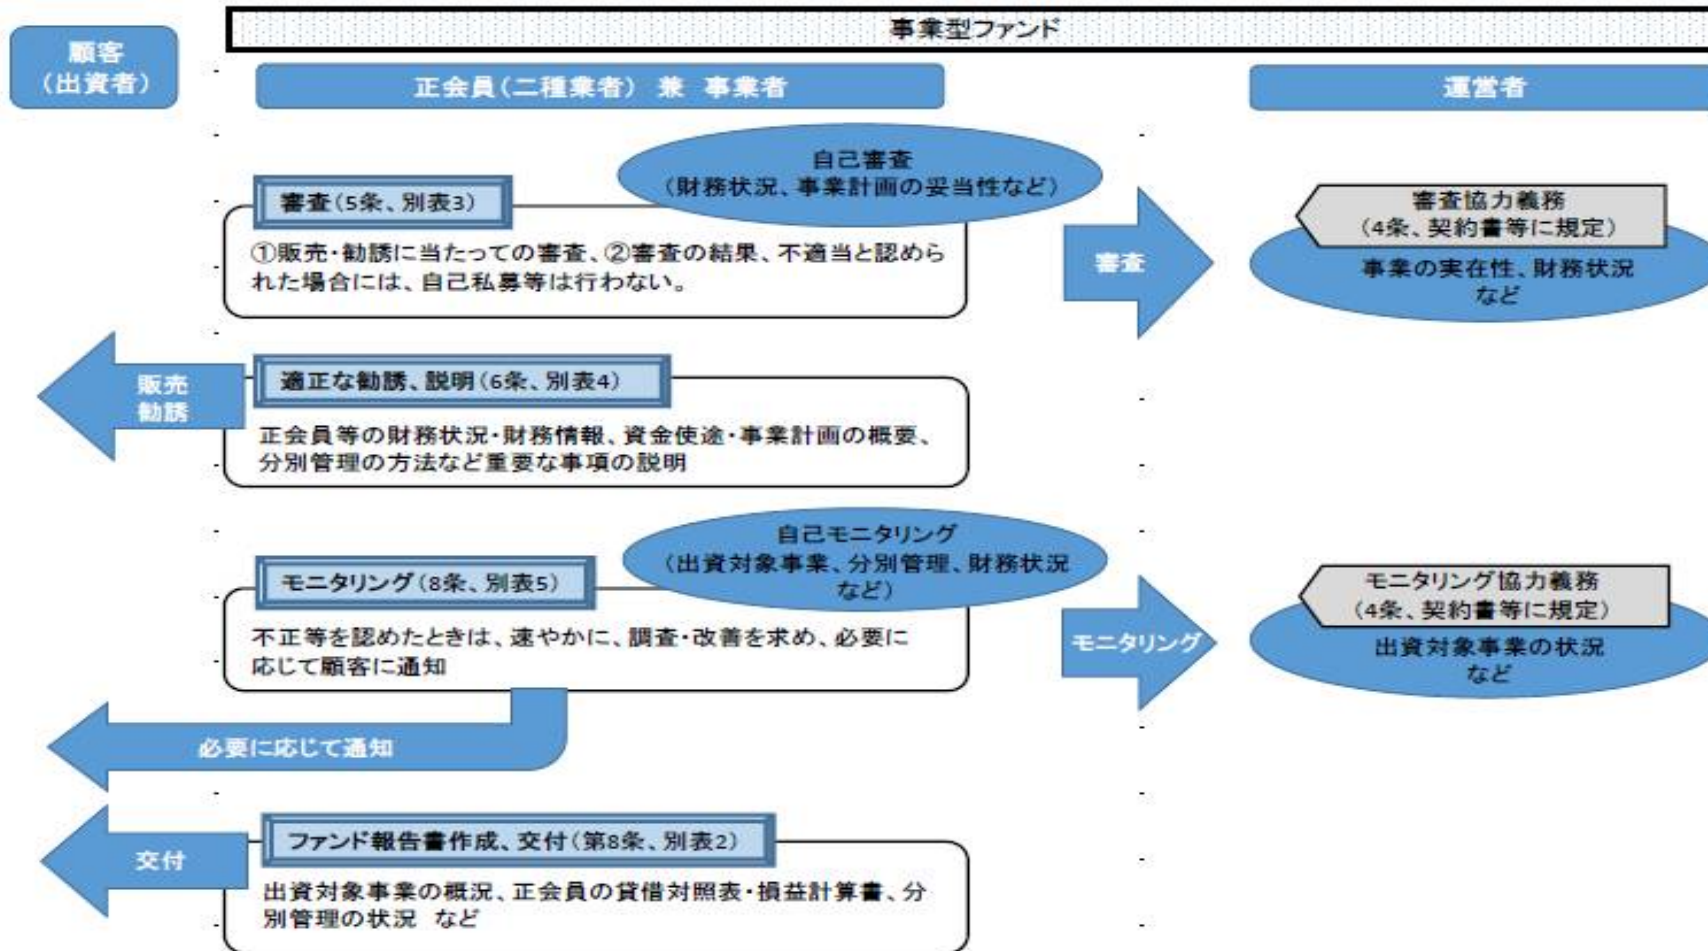 事業型ファンド
顧客
（出資者）
正会員（二種業者） 兼 事業者
運営者
自己審査
（財務状況、事業計画の妥当性など）
審査（5条、別表3）
①販売・勧誘に当たっての審査、②審査の結果、不適当と認めら
れた場合には、自己私募等は行わない。
審査
審査協力義務
（4条、契約書等に規定）
事業の実在性、財務状況
など
販売
勧誘
適正な勧誘、説明（6条、別表4）
正会員等の財務状況・財務情報、資金使途・事業計画の概要、
分別管理の方法など重要な事項の説明
自己モニタリング
（出資対象事業、分別管理、財務状況
など）
モニタリング（8条、別表5）
不正等を認めたときは、速やかに、調査・改善を求め、必要に
応じて顧客に通知
モニタリング
モニタリング協力義務
（4条、契約書等に規定）
出資対象事業の状況
など
必要に応じて通知
交付
ファンド報告書作成、交付（第8条、別表2）
出資対象事業の概況、正会員の貸借対照表・損益計算書、分
別管理の状況 など